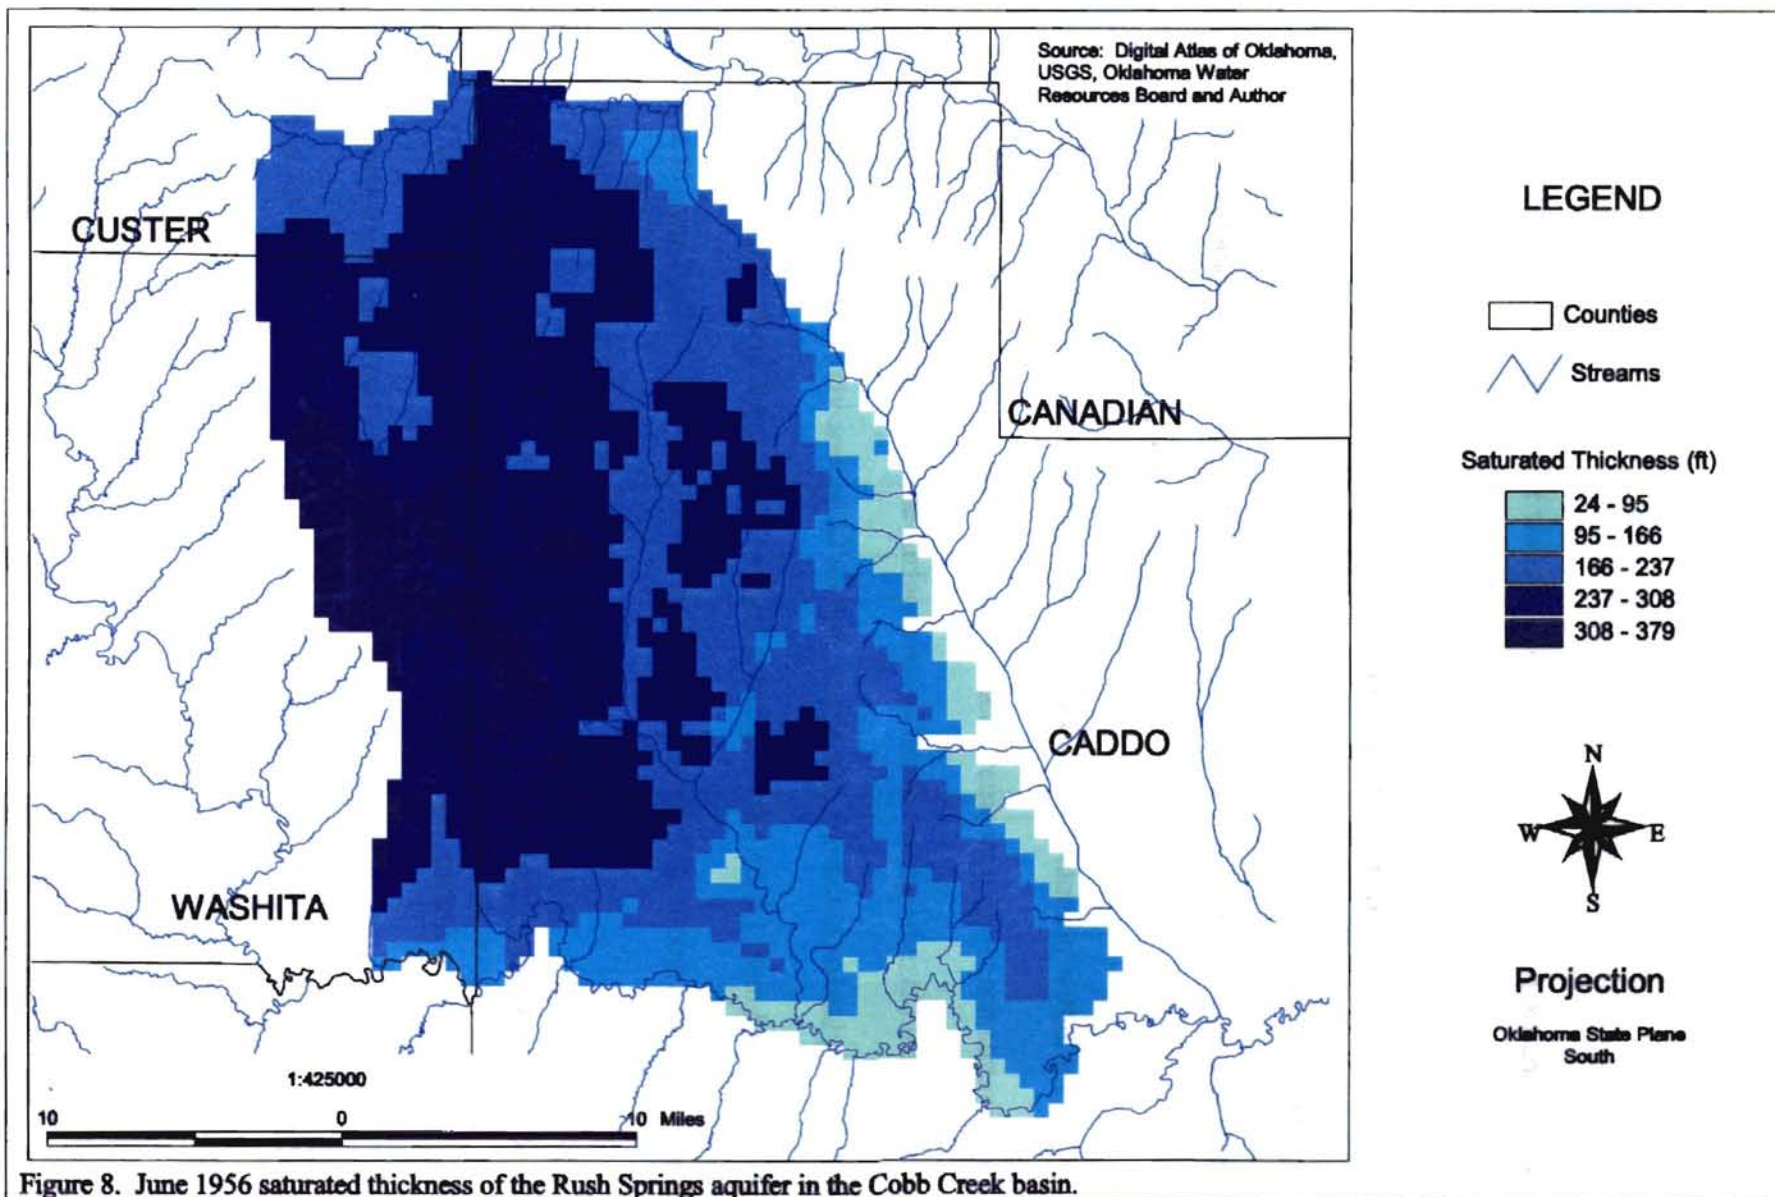 Source: Digital Atlas of Oklahoma,
USGS, Oklahoma Water
Resources Board and Author
CUSTER
CANADIAN
CADDO
WASHITA
1:425000
10 0 10 Miles
LEGEND
Counties
Streams
Saturated Thickness (ft)
24 - 95
95 - 166
166 - 237
237 - 308
308 - 379
N
W E
S
Projection
Oklahoma State Plane
South
Figure 8. June 1956 saturated thickness of the Rush Springs aquifer in the Cobb Creek basin.